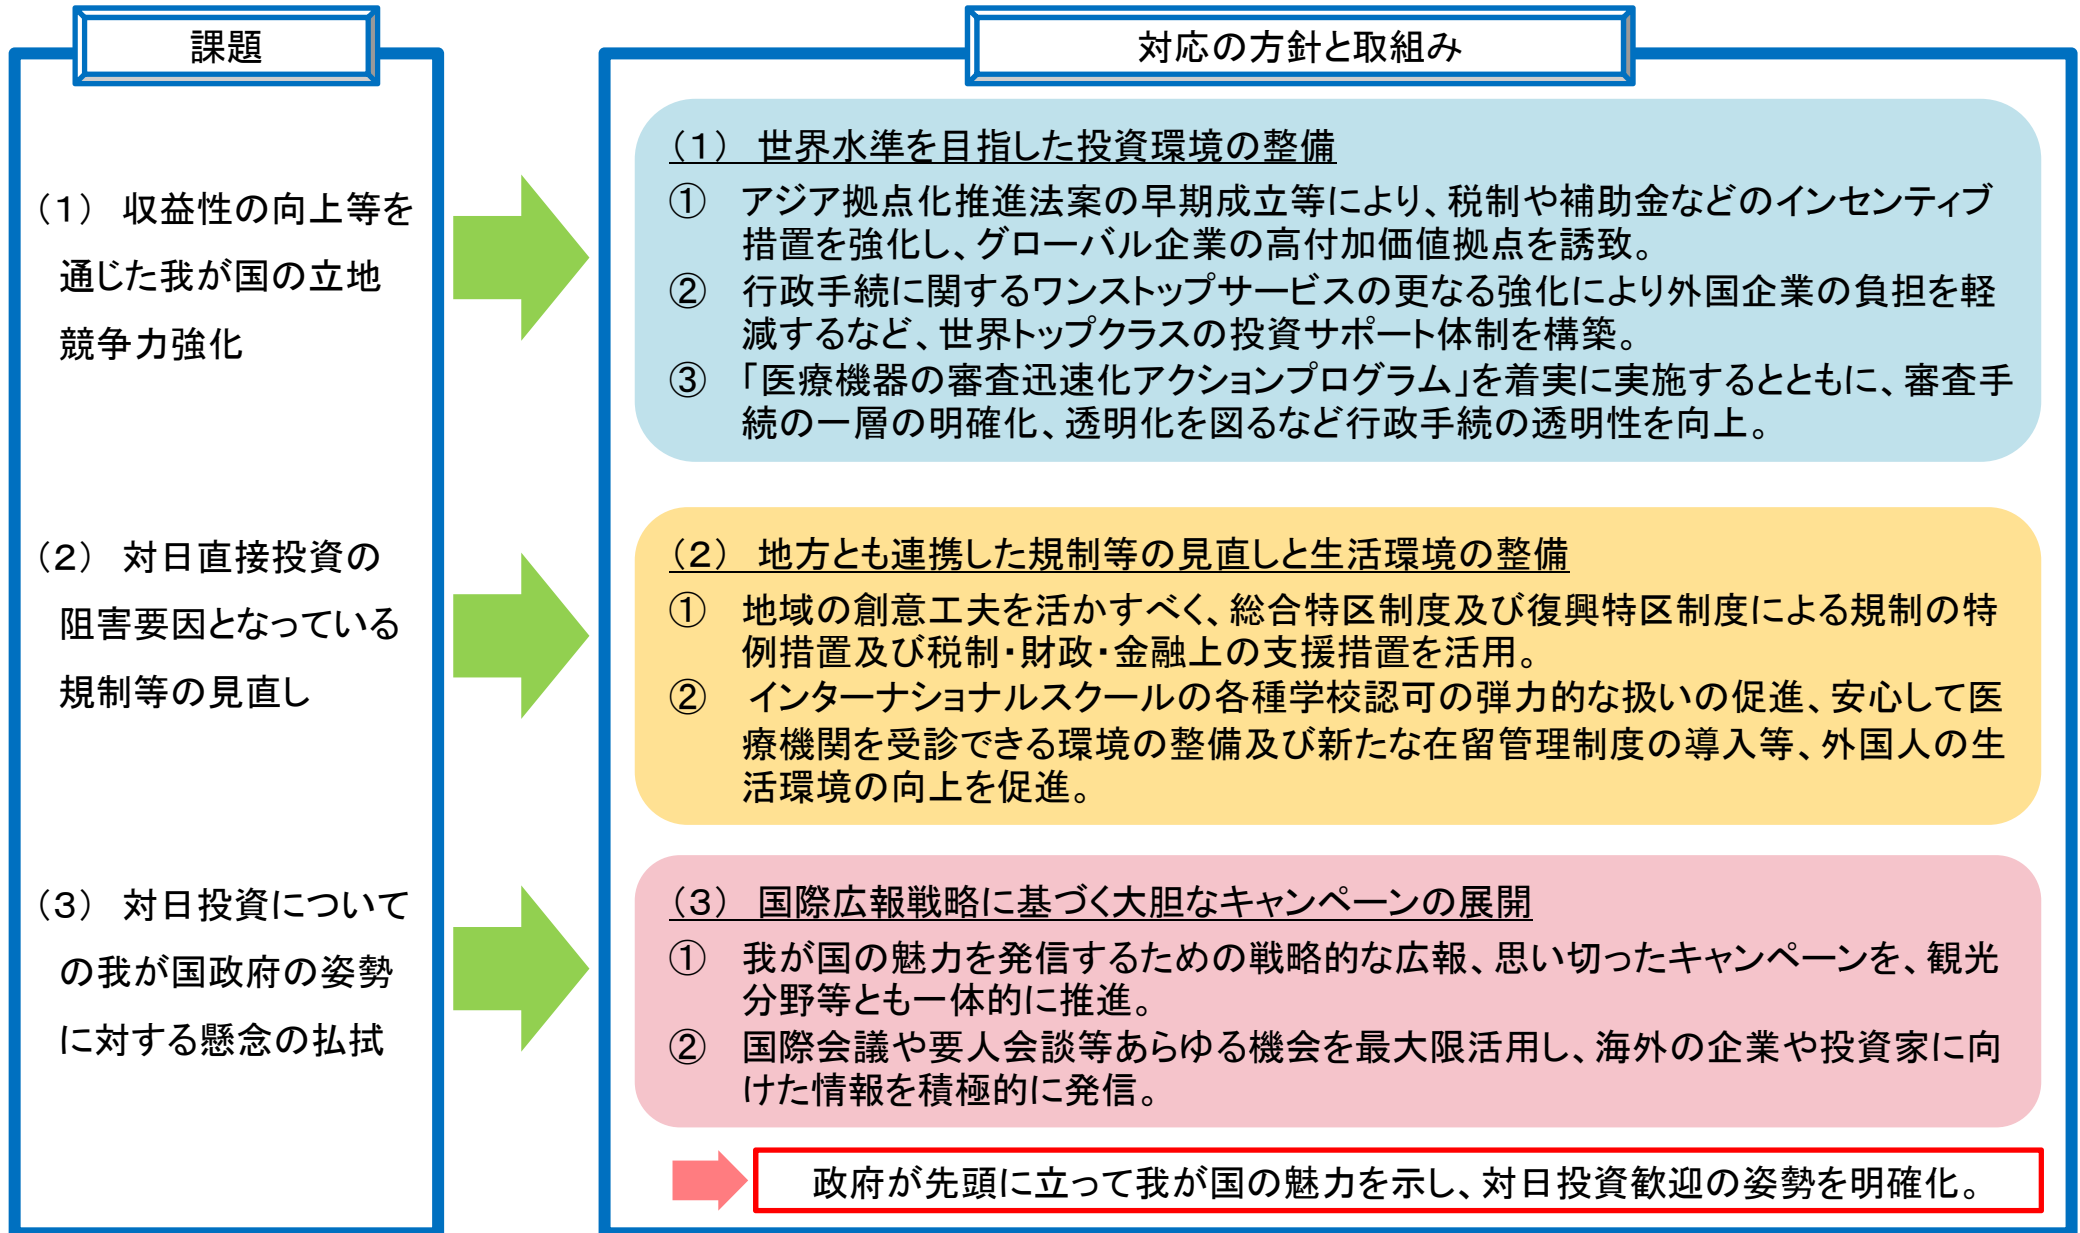 課題
(1) 収益性の向上等を
通じた我が国の立地
競争力強化
(2) 対日直接投資の
阻害要因となっている
規制等の見直し
(3) 対日投資について
の我が国政府の姿勢
に対する懸念の払拭
対応の方針と取組み
(1) 世界水準を目指した投資環境の整備
① アジア拠点化推進法案の早期成立等により、税制や補助金などのインセンティブ
措置を強化し、グローバル企業の高付加価値拠点を誘致。
② 行政手続に関するワンストップサービスの更なる強化により外国企業の負担を軽
減するなど、世界トップクラスの投資サポート体制を構築。
③ 「医療機器の審査迅速化アクションプログラム」を着実に実施するとともに、審査手
続の一層の明確化、透明化を図るなど行政手続の透明性を向上。
(2) 地方とも連携した規制等の見直しと生活環境の整備
① 地域の創意工夫を活かすべく、総合特区制度及び復興特区制度による規制の特
例措置及び税制・財政・金融上の支援措置を活用。
② インターナショナルスクールの各種学校認可の弾力的な扱いの促進、安心して医
療機関を受診できる環境の整備及び新たな在留管理制度の導入等、外国人の生
活環境の向上を促進。
(3) 国際広報戦略に基づく大胆なキャンペーンの展開
① 我が国の魅力を発信するための戦略的な広報、思い切ったキャンペーンを、観光
分野等とも一体的に推進。
② 国際会議や要人会談等あらゆる機会を最大限活用し、海外の企業や投資家に向
けた情報を積極的に発信。
政府が先頭に立って我が国の魅力を示し、対日投資歓迎の姿勢を明確化。